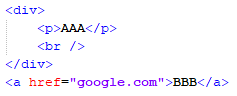 <div>
    <p>AAA</p>
    <br />
</div>
<a href="google.com">BBB</a>